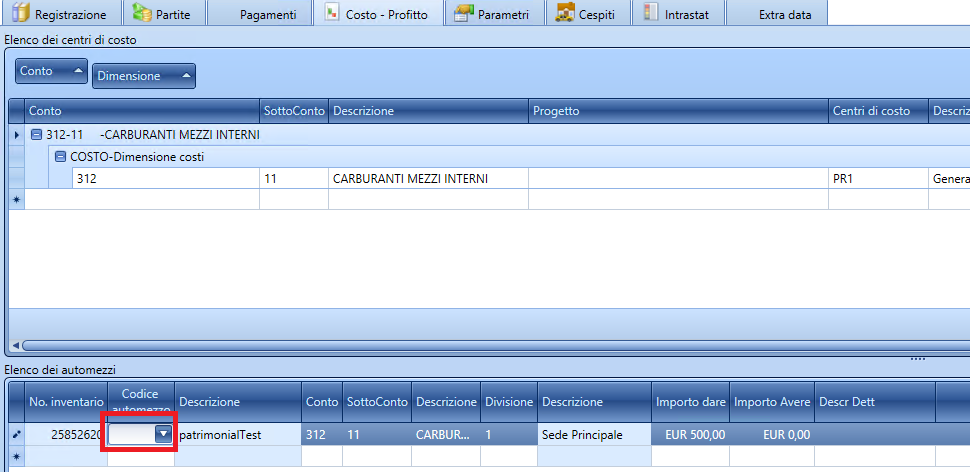 Registrazione Partite Pagamenti Costo - Profitto Parametri Cespiti Intrastat Extra data
Elenco dei centri di costo
Conto Dimensione
Conto SottoConto Descrizione Progetto Centri di costo Descriz
312-11 -CARBURANTI MEZZI INTERNI
COSTO-Dimensione costi
312 11 CARBURANTI MEZZI INTERNI PR1 Genera
Elenco dei automezzi
No. inventario Codice automezzo Descrizione Conto SottoConto Descrizione Divisione Descrizione Importo dare Importo Avere Descr Dett
25852620 patrimonialTest 312 11 CARBUR... 1 Sede Principale EUR 500,00 EUR 0,00